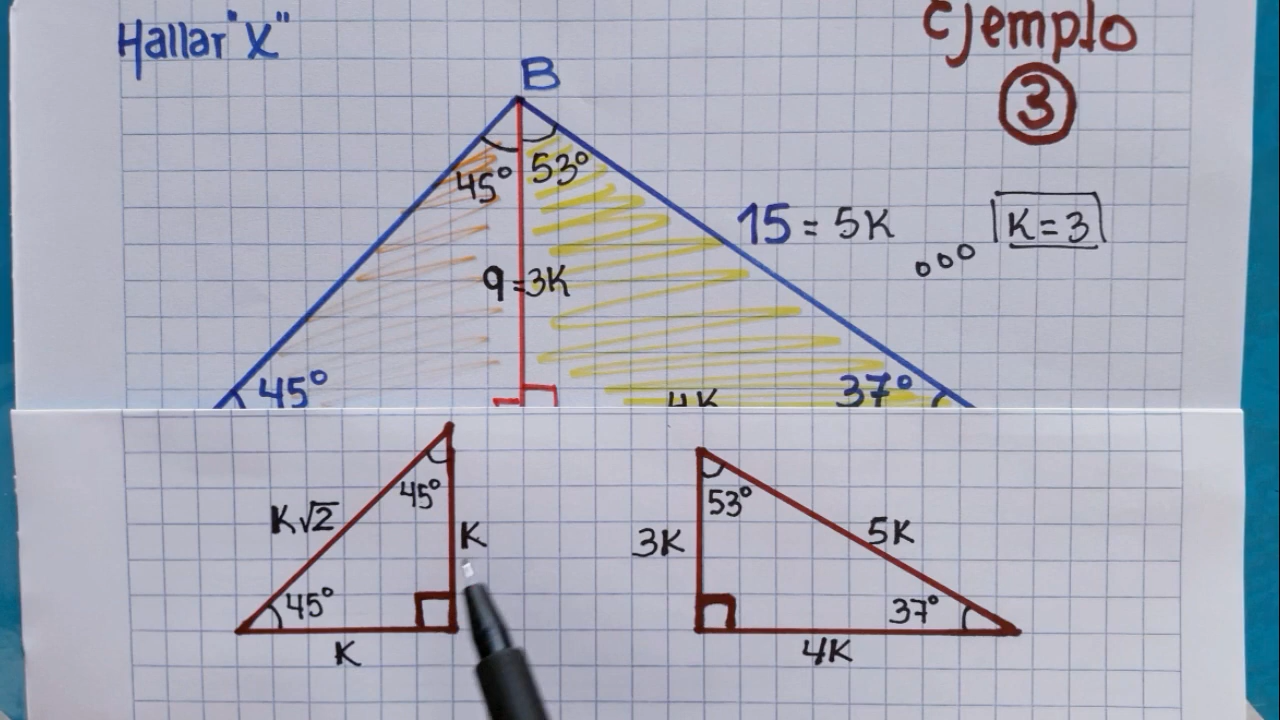 Hallar "X"
Ejemplo
3
B
45° 53°
15 = 5K
K = 3
9 = 3K
45°
37°
4K
45°
K√2
K
45°
K
53°
3K
5K
37°
4K